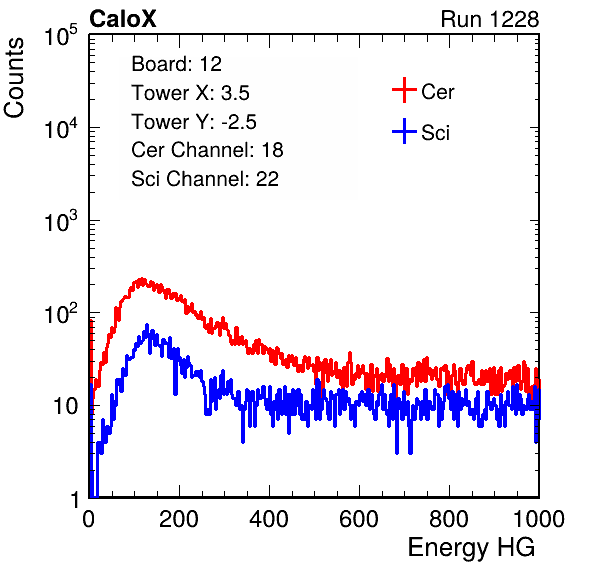 CaloX Run 1228
Counts
10^5
10^4
10^3
10^2
10
1
Board: 12
Tower X: 3.5
Tower Y: -2.5
Cer Channel: 18
Sci Channel: 22
Cer
Sci
0 200 400 600 800 1000
Energy HG